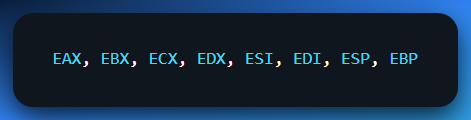 EAX, EBX, ECX, EDX, ESI, EDI, ESP, EBP